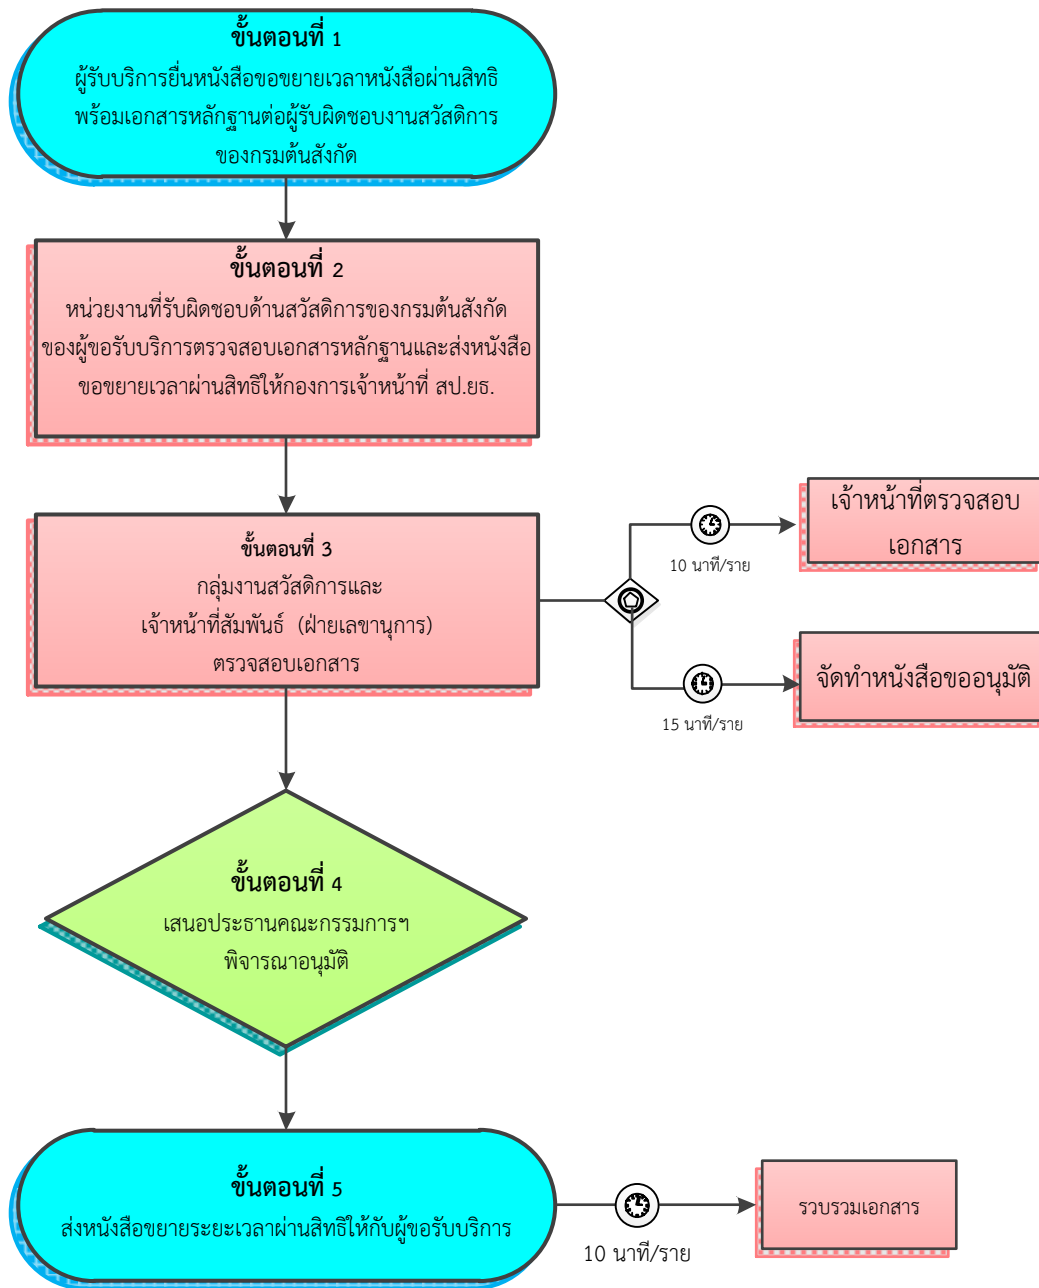 ขั้นตอนที่ 1
ผู้รับบริการยื่นหนังสือขอขยายเวลาหนังสือผ่านสิทธิ
พร้อมเอกสารหลักฐานต่อผู้รับผิดชอบงานสวัสดิการ
ของกรมต้นสังกัด
ขั้นตอนที่ 2
หน่วยงานที่รับผิดชอบด้านสวัสดิการของกรมต้นสังกัด
ของผู้ขอรับบริการตรวจสอบเอกสารหลักฐานและส่งหนังสือ
ขอขยายเวลาผ่านสิทธิให้กองการเจ้าหน้าที่ สป.ยธ.
ขั้นตอนที่ 3
กลุ่มงานสวัสดิการและ
เจ้าหน้าที่สัมพันธ์ (ฝ่ายเลขานุการ)
ตรวจสอบเอกสาร
10 นาที/ราย
เจ้าหน้าที่ตรวจสอบ
เอกสาร
15 นาที/ราย
จัดทำหนังสือขออนุมัติ
ขั้นตอนที่ 4
เสนอประธานคณะกรรมการฯ
พิจารณาอนุมัติ
ขั้นตอนที่ 5
ส่งหนังสือขยายระยะเวลาผ่านสิทธิให้กับผู้ขอรับบริการ
10 นาที/ราย
รวบรวมเอกสาร